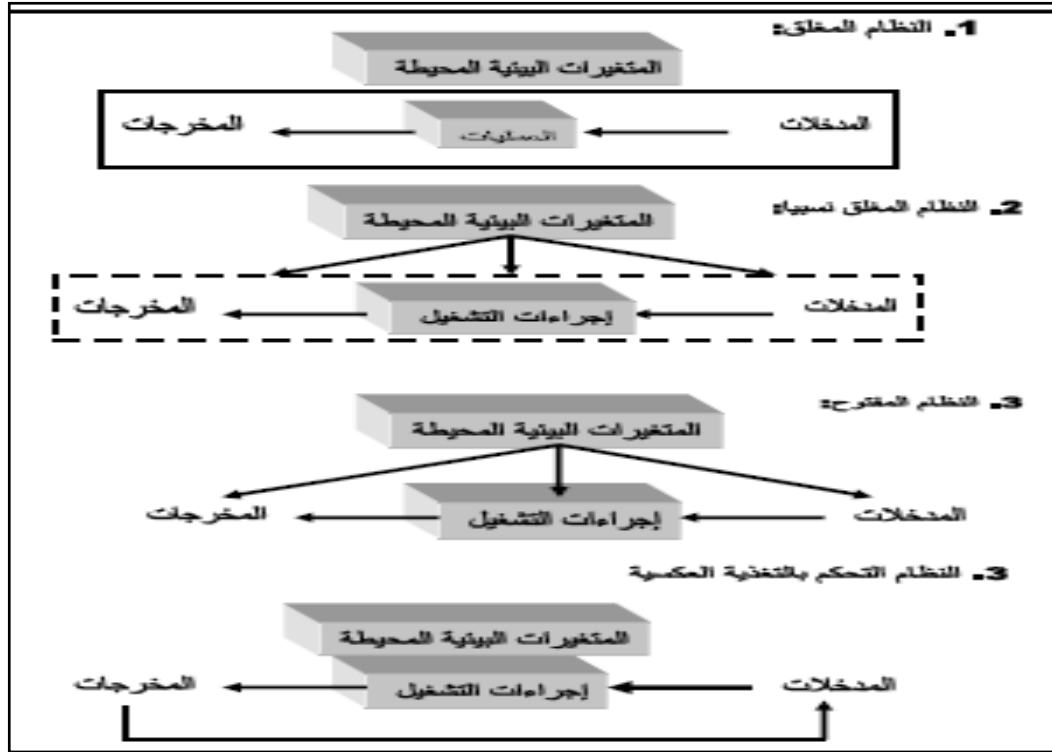 1. النظام المغلق:
المتغيرات البيئية المحيطة
المدخلات
العمليات
المخرجات
2. النظام المغلق نسبيا:
المتغيرات البيئية المحيطة
المدخلات
إجراءات التشغيل
المخرجات
3. النظام المفتوح:
المتغيرات البيئية المحيطة
المدخلات
إجراءات التشغيل
المخرجات
3. النظام التحكم بالتغذية العكسية
المتغيرات البيئية المحيطة
المدخلات
إجراءات التشغيل
المخرجات